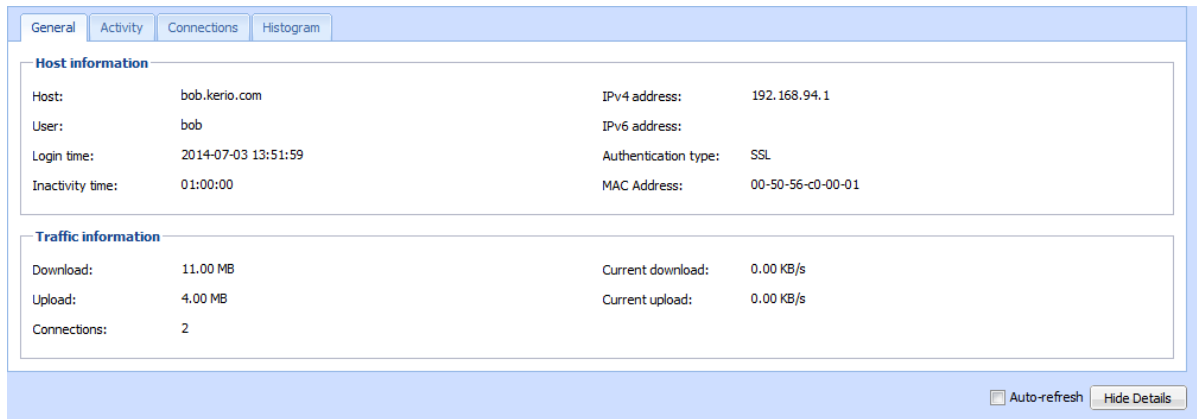 General Activity Connections Histogram
Host information
Host: bob.kerio.com IPv4 address: 192.168.94.1
User: bob IPv6 address:
Login time: 2014-07-03 13:51:59 Authentication type: SSL
Inactivity time: 01:00:00 MAC Address: 00-50-56-c0-00-01
Traffic information
Download: 11.00 MB Current download: 0.00 KB/s
Upload: 4.00 MB Current upload: 0.00 KB/s
Connections: 2
Auto-refresh Hide Details